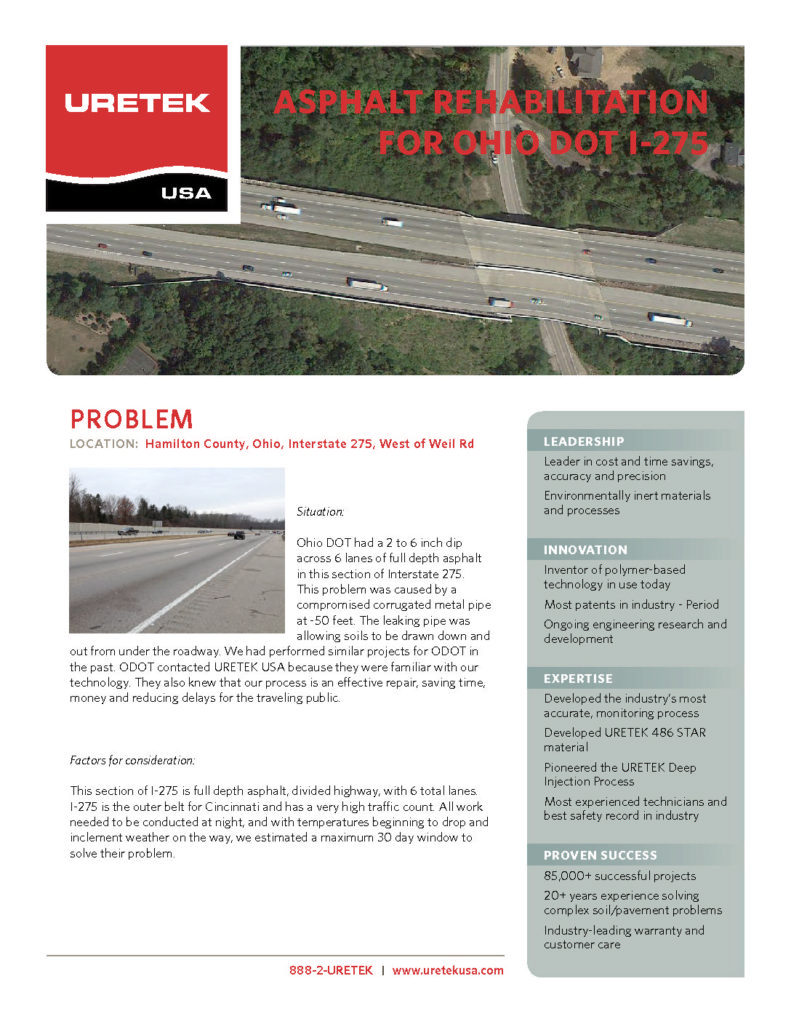 URETEK
USA
ASPHALT REHABILITATION
FOR OHIO DOT I-275
PROBLEM
LOCATION: Hamilton County, Ohio, Interstate 275, West of Weil Rd
Situation:
Ohio DOT had a 2 to 6 inch dip
across 6 lanes of full depth asphalt
in this section of Interstate 275.
This problem was caused by a
compromised corrugated metal pipe
at -50 feet. The leaking pipe was
allowing soils to be drawn down and
out from under the roadway. We had performed similar projects for ODOT in
the past. ODOT contacted URETEK USA because they were familiar with our
technology. They also knew that our process is an effective repair, saving time,
money and reducing delays for the traveling public.
Factors for consideration:
This section of I-275 is full depth asphalt, divided highway, with 6 total lanes.
I-275 is the outer belt for Cincinnati and has a very high traffic count. All work
needed to be conducted at night, and with temperatures beginning to drop and
inclement weather on the way, we estimated a maximum 30 day window to
solve their problem.
888-2-URETEK | www.uretekusa.com
LEADERSHIP
Leader in cost and time savings,
accuracy and precision
Environmentally inert materials
and processes
INNOVATION
Inventor of polymer-based
technology in use today
Most patents in industry - Period
Ongoing engineering research and
development
EXPERTISE
Developed the industry's most
accurate, monitoring process
Developed URETEK 486 STAR
material
Pioneered the URETEK Deep
Injection Process
Most experienced technicians and
best safety record in industry
PROVEN SUCCESS
85,000+ successful projects
20+ years experience solving
complex soil/pavement problems
Industry-leading warranty and
customer care